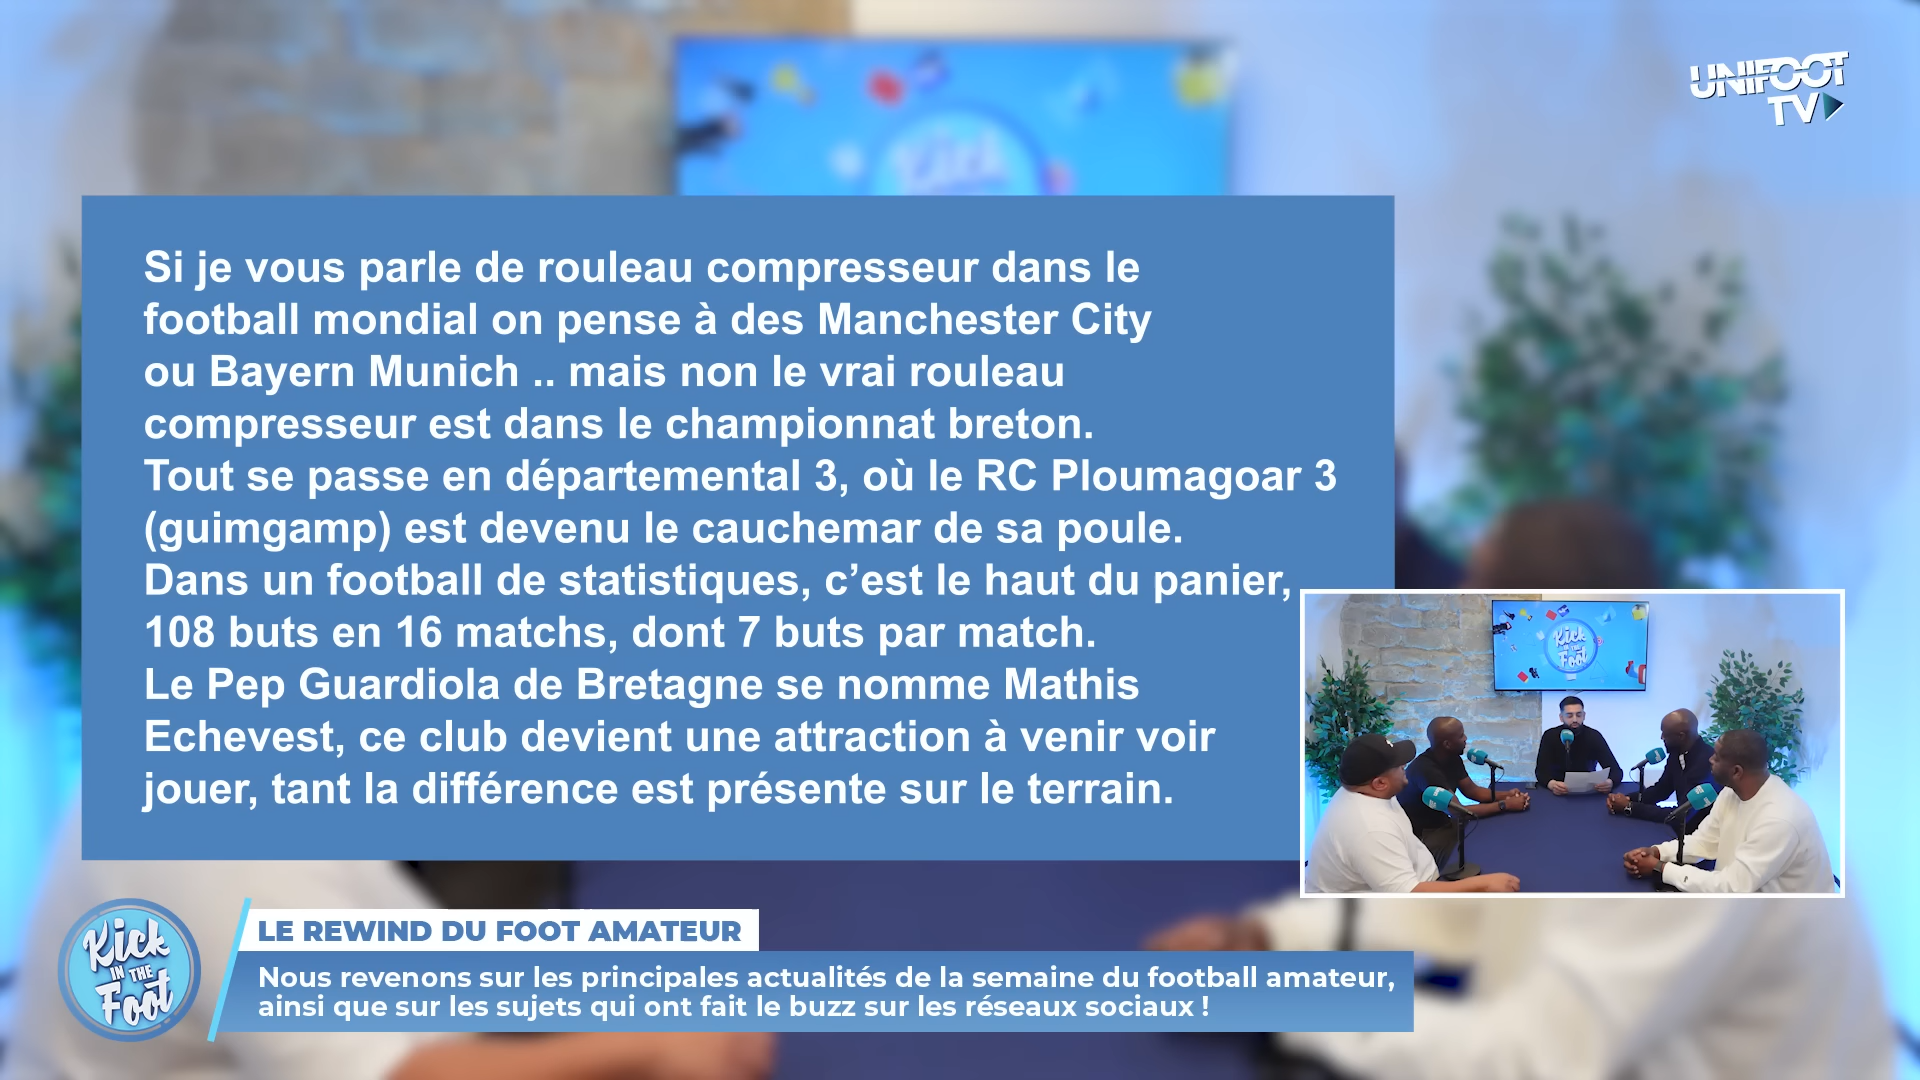 UNIFOOT
TV
Kick
Si je vous parle de rouleau compresseur dans le
football mondial on pense à des Manchester City
ou Bayern Munich .. mais non le vrai rouleau
compresseur est dans le championnat breton.
Tout se passe en départemental 3, où le RC Ploumagoar 3
(guimgamp) est devenu le cauchemar de sa poule.
Dans un football de statistiques, c’est le haut du panier,
108 buts en 16 matchs, dont 7 buts par match.
Le Pep Guardiola de Bretagne se nomme Mathis
Echevest, ce club devient une attraction à venir voir
jouer, tant la différence est présente sur le terrain.
Kick
IN THE
Foot
Kick
IN THE
Foot
LE REWIND DU FOOT AMATEUR
Nous revenons sur les principales actualités de la semaine du football amateur,
ainsi que sur les sujets qui ont fait le buzz sur les réseaux sociaux !